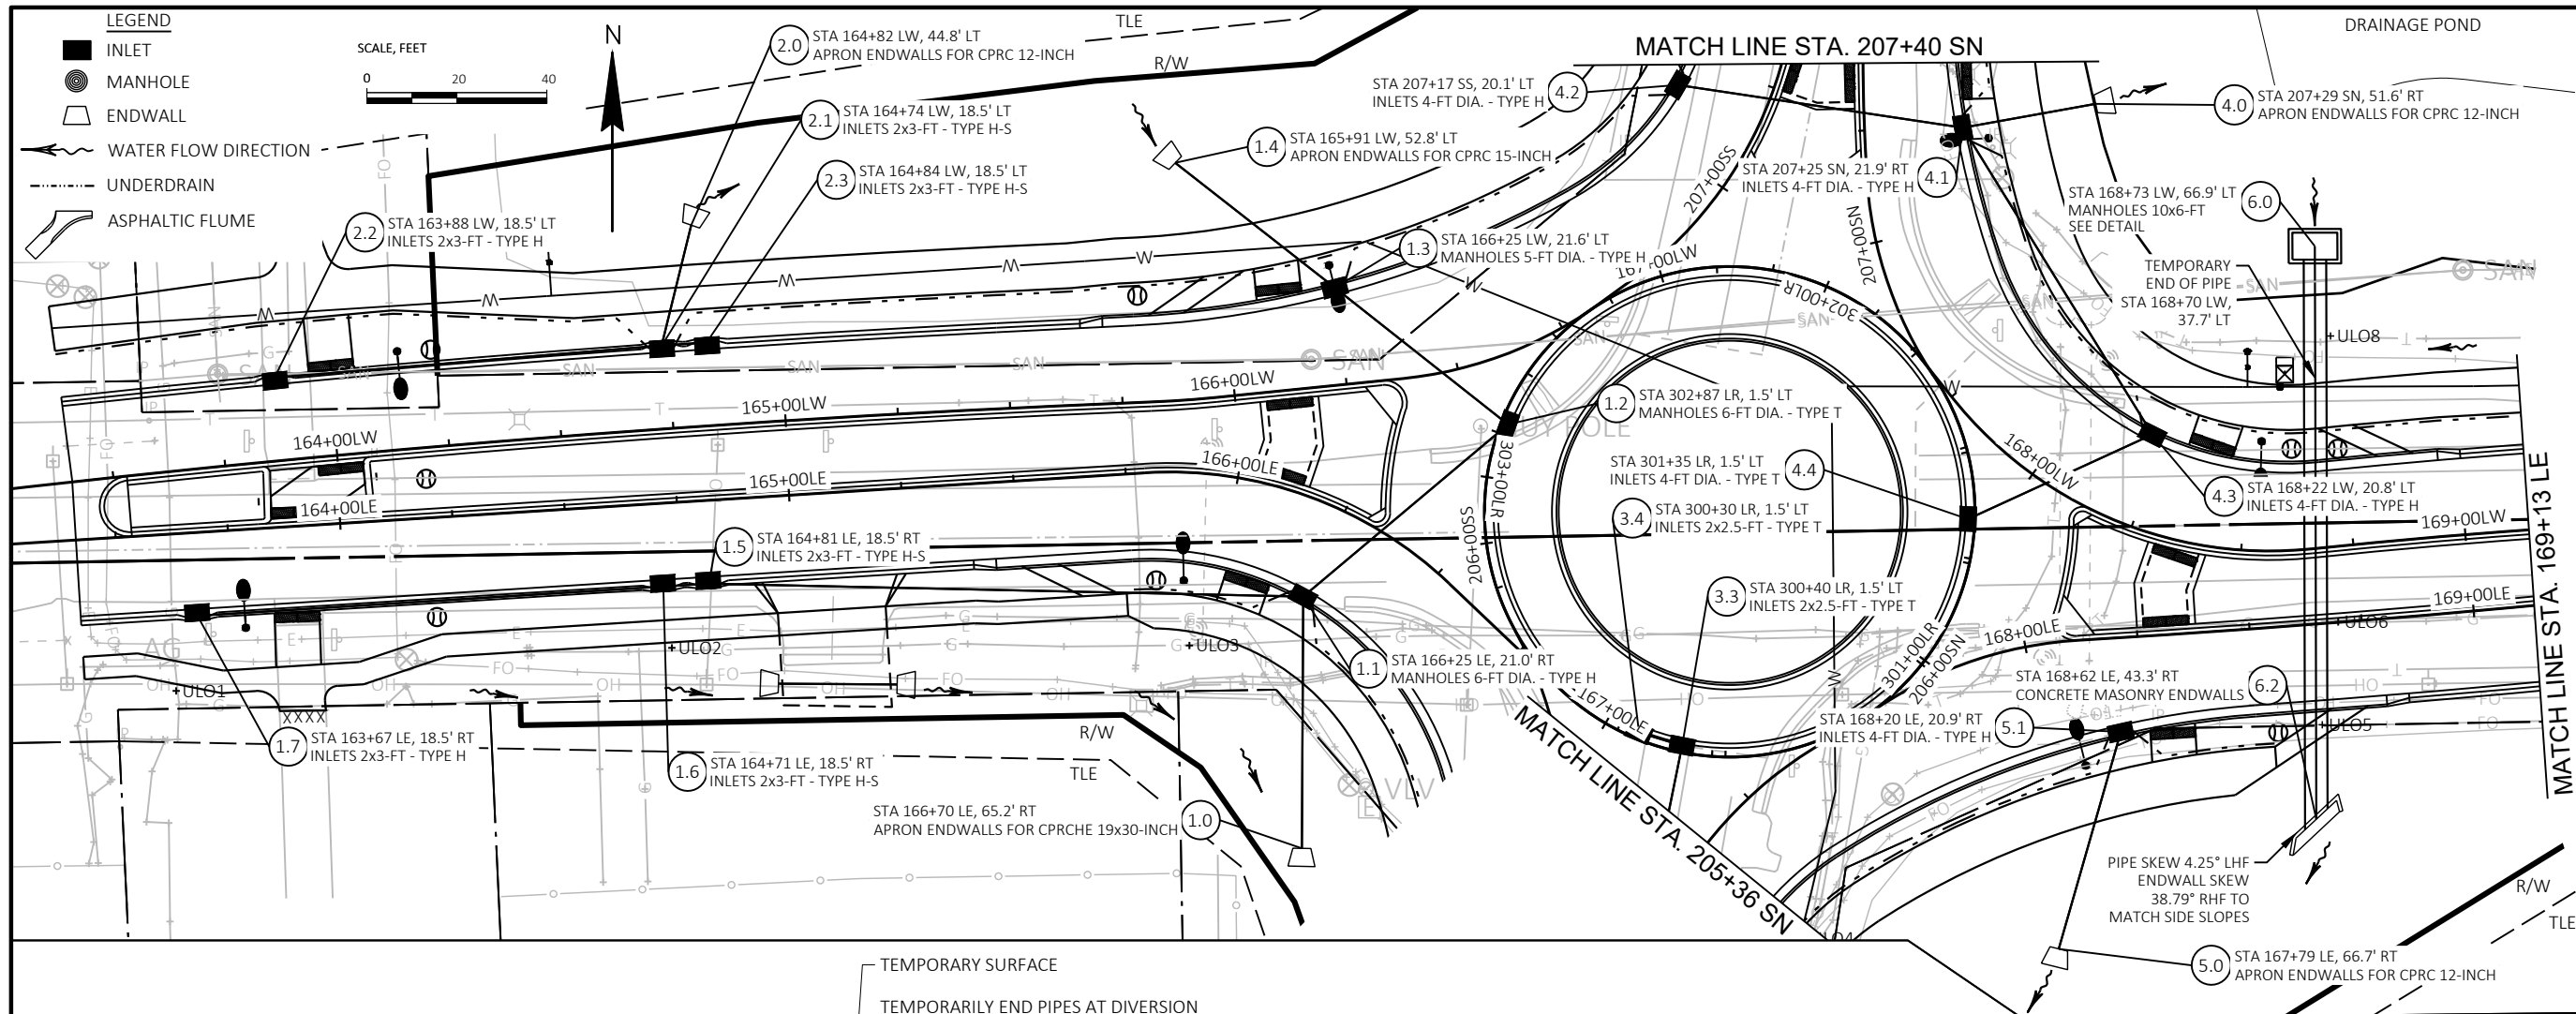 LEGEND
INLET
MANHOLE
ENDWALL
WATER FLOW DIRECTION
UNDERDRAIN
ASPHALTIC FLUME
SCALE, FEET
0 20 40
N
TLE
R/W
DRAINAGE POND
MATCH LINE STA. 207+40 SN
2.0
STA 164+82 LW, 44.8' LT
APRON ENDWALLS FOR CPRC 12-INCH
2.1
STA 164+74 LW, 18.5' LT
INLETS 2x3-FT - TYPE H-S
2.3
STA 164+84 LW, 18.5' LT
INLETS 2x3-FT - TYPE H-S
2.2
STA 163+88 LW, 18.5' LT
INLETS 2x3-FT - TYPE H
1.4
STA 165+91 LW, 52.8' LT
APRON ENDWALLS FOR CPRC 15-INCH
STA 207+17 SS, 20.1' LT
INLETS 4-FT DIA. - TYPE H
4.2
1.3
STA 166+25 LW, 21.6' LT
MANHOLES 5-FT DIA. - TYPE H
4.0
STA 207+29 SN, 51.6' RT
APRON ENDWALLS FOR CPRC 12-INCH
STA 207+25 SN, 21.9' RT
INLETS 4-FT DIA. - TYPE H
4.1
STA 168+73 LW, 66.9' LT
MANHOLES 10x6-FT
SEE DETAIL
6.0
TEMPORARY
END OF PIPE
STA 168+70 LW,
37.7' LT
207+00SS
207+00SN
302+00LR
ULO8
SAN
SAN
SAN
164+00LW
165+00LW
166+00LW
164+00LE
165+00LE
166+00LE
1.2
STA 302+87 LR, 1.5' LT
MANHOLES 6-FT DIA. - TYPE T
303+00LR
206+00SS
STA 301+35 LR, 1.5' LT
INLETS 4-FT DIA. - TYPE T
4.4
3.4
STA 300+30 LR, 1.5' LT
INLETS 2x2.5-FT - TYPE T
3.3
STA 300+40 LR, 1.5' LT
INLETS 2x2.5-FT - TYPE T
168+00LW
4.3
STA 168+22 LW, 20.8' LT
INLETS 4-FT DIA. - TYPE H
169+00LW
169+00LE
168+00LE
MATCH LINE STA. 169+13 LE
1.5
STA 164+81 LE, 18.5' RT
INLETS 2x3-FT - TYPE H-S
AG
ULO1
ULO2
ULO3
ULO6
ULO5
301+00LR
206+00SN
167+00LE
1.1
STA 166+25 LE, 21.0' RT
MANHOLES 6-FT DIA. - TYPE H
STA 168+62 LE, 43.3' RT
CONCRETE MASONRY ENDWALLS
6.2
STA 168+20 LE, 20.9' RT
INLETS 4-FT DIA. - TYPE H
5.1
XXXX
1.7
STA 163+67 LE, 18.5' RT
INLETS 2x3-FT - TYPE H
1.6
STA 164+71 LE, 18.5' RT
INLETS 2x3-FT - TYPE H-S
R/W
TLE
STA 166+70 LE, 65.2' RT
APRON ENDWALLS FOR CPRCHE 19x30-INCH
1.0
MATCH LINE STA. 205+36 SN
PIPE SKEW 4.25° LHF
ENDWALL SKEW
38.79° RHF TO
MATCH SIDE SLOPES
R/W
TLE
5.0
STA 167+79 LE, 66.7' RT
APRON ENDWALLS FOR CPRC 12-INCH
TEMPORARY SURFACE
TEMPORARILY END PIPES AT DIVERSION